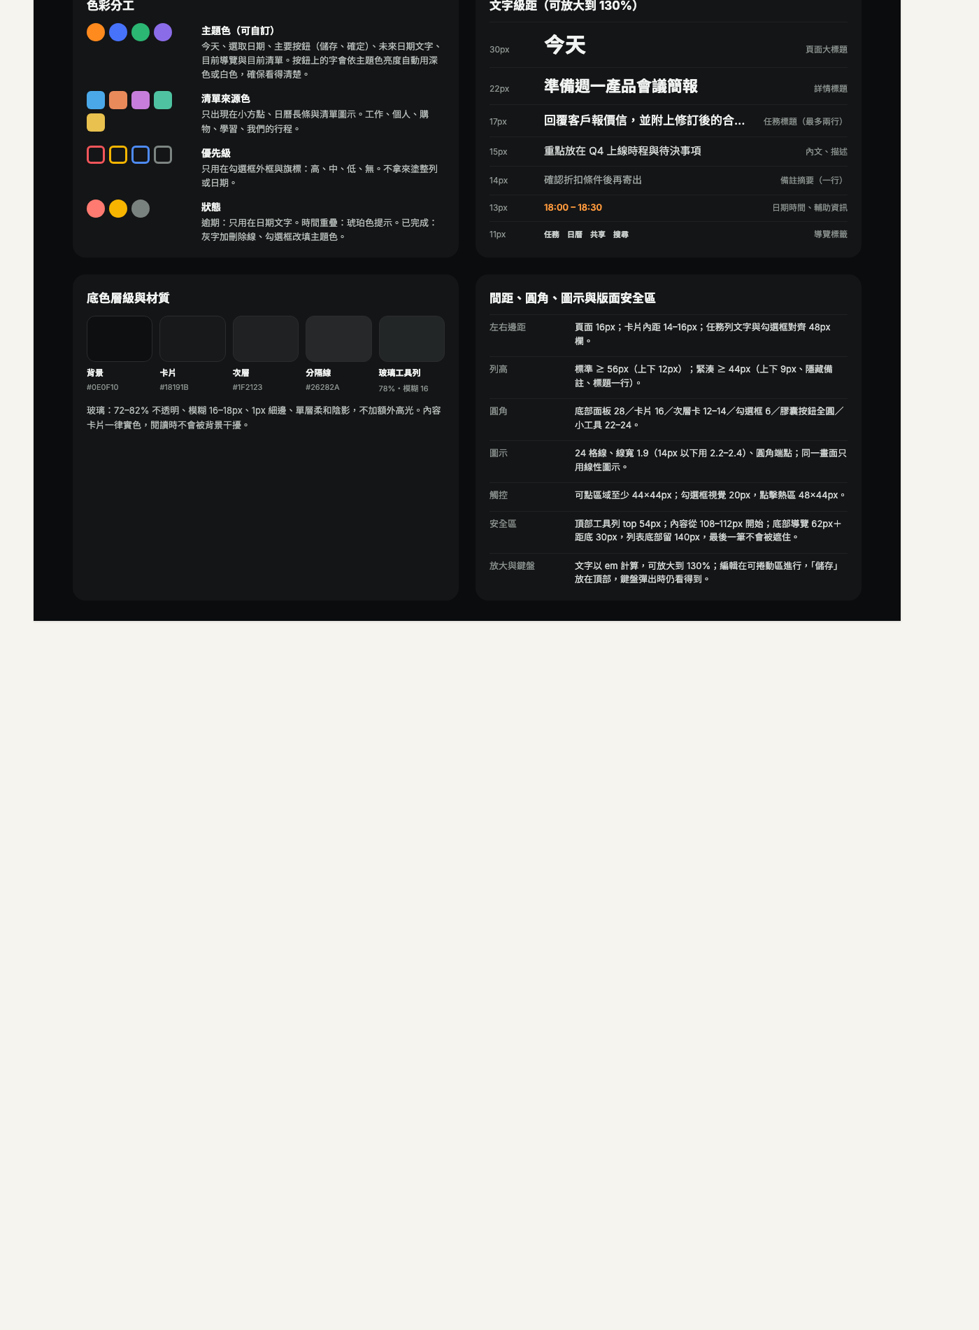 色彩分工
主題色（可自訂）
今天、選取日期、主要按鈕（儲存、確定）、未來日期文字、
目前導覽與目前清單。按鈕上的字會依主題色亮度自動用深
色或白色，確保看得清楚。
清單來源色
只出現在小方點、日曆長條與清單圖示。工作、個人、購
物、學習、我們的行程。
優先級
只用在勾選框外框與旗標：高、中、低、無。不拿來塗整列
或日期。
狀態
逾期：只用在日期文字。時間重疊：琥珀色提示。已完成：
灰字加刪除線、勾選框改填主題色。
文字級距（可放大到 130%）
30px
今天
頁面大標題
22px
準備週一產品會議簡報
詳情標題
17px
回覆客戶報價信，並附上修訂後的合...
任務標題（最多兩行）
15px
重點放在 Q4 上線時程與待決事項
內文、描述
14px
確認折扣條件後再寄出
備註摘要（一行）
13px
18:00 – 18:30
日期時間、輔助資訊
11px
任務 日曆 共享 搜尋
導覽標籤
底色層級與材質
背景
#0E0F10
卡片
#18191B
次層
#1F2123
分隔線
#26282A
玻璃工具列
78%・模糊 16
玻璃：72–82% 不透明、模糊 16–18px、1px 細邊、單層柔和陰影，不加額外高光。內容
卡片一律實色，閱讀時不會被背景干擾。
間距、圓角、圖示與版面安全區
左右邊距
頁面 16px；卡片內距 14–16px；任務列文字與勾選框對齊 48px
欄。
列高
標準 ≥ 56px（上下 12px）；緊湊 ≥ 44px（上下 9px、隱藏備
註、標題一行）。
圓角
底部面板 28／卡片 16／次層卡 12–14／勾選框 6／膠囊按鈕全圓／
小工具 22–24。
圖示
24 格線、線寬 1.9（14px 以下用 2.2–2.4）、圓角端點；同一畫面只
用線性圖示。
觸控
可點區域至少 44×44px；勾選框視覺 20px，點擊熱區 48×44px。
安全區
頂部工具列 top 54px；內容從 108–112px 開始；底部導覽 62px＋
距底 30px，列表底部留 140px，最後一筆不會被遮住。
放大與鍵盤
文字以 em 計算，可放大到 130%；編輯在可捲動區進行，「儲存」
放在頂部，鍵盤彈出時仍看得到。